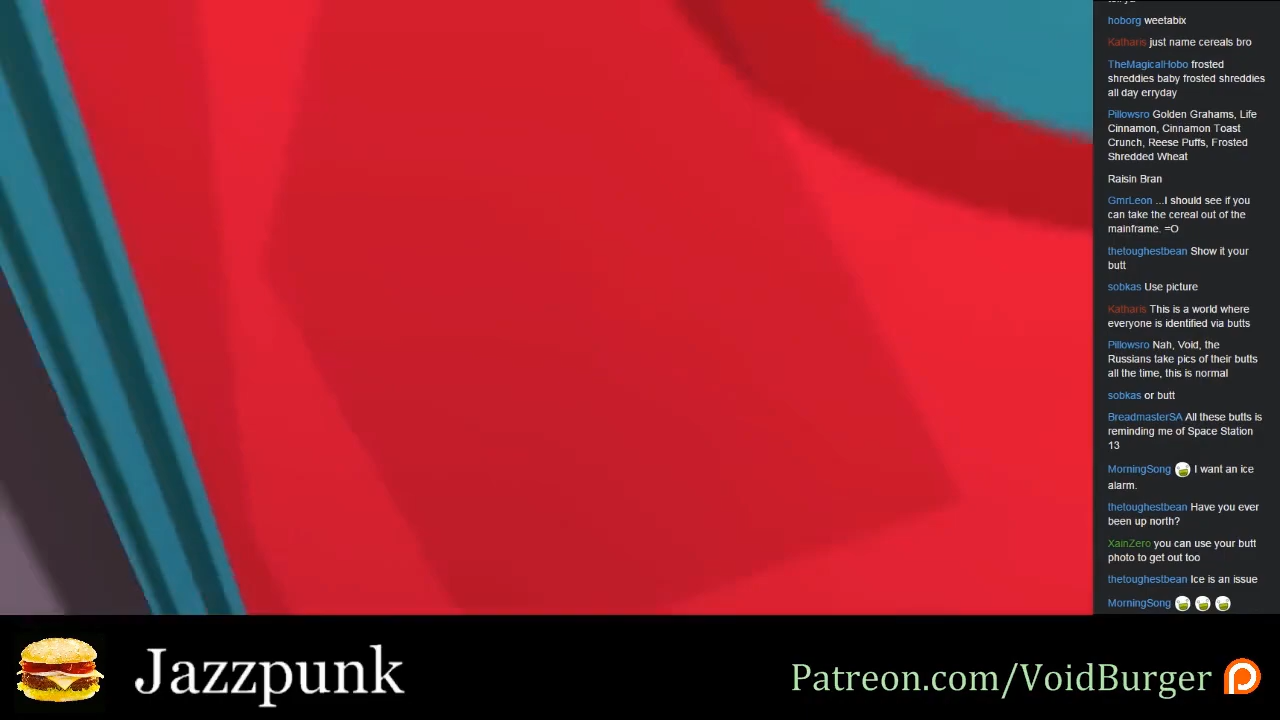 hoborg weetabix
Katharis just name cereals bro
TheMagicalHobo frosted
shreddies baby frosted shreddies
all day erryday
Pillowsro Golden Grahams, Life
Cinnamon, Cinnamon Toast
Crunch, Reese Puffs, Frosted
Shredded Wheat
Raisin Bran
GmrLeon ...I should see if you
can take the cereal out of the
mainframe. =O
thetoughestbean Show it your
butt
sobkas Use picture
Katharis This is a world where
everyone is identified via butts
Pillowsro Nah, Void, the
Russians take pics of their butts
all the time, this is normal
sobkas or butt
BreadmasterSA All these butts is
reminding me of Space Station
13
MorningSong I want an ice
alarm.
thetoughestbean Have you ever
been up north?
XainZero you can use your butt
photo to get out too
thetoughestbean Ice is an issue
MorningSong
Jazzpunk
Patreon.com/VoidBurger